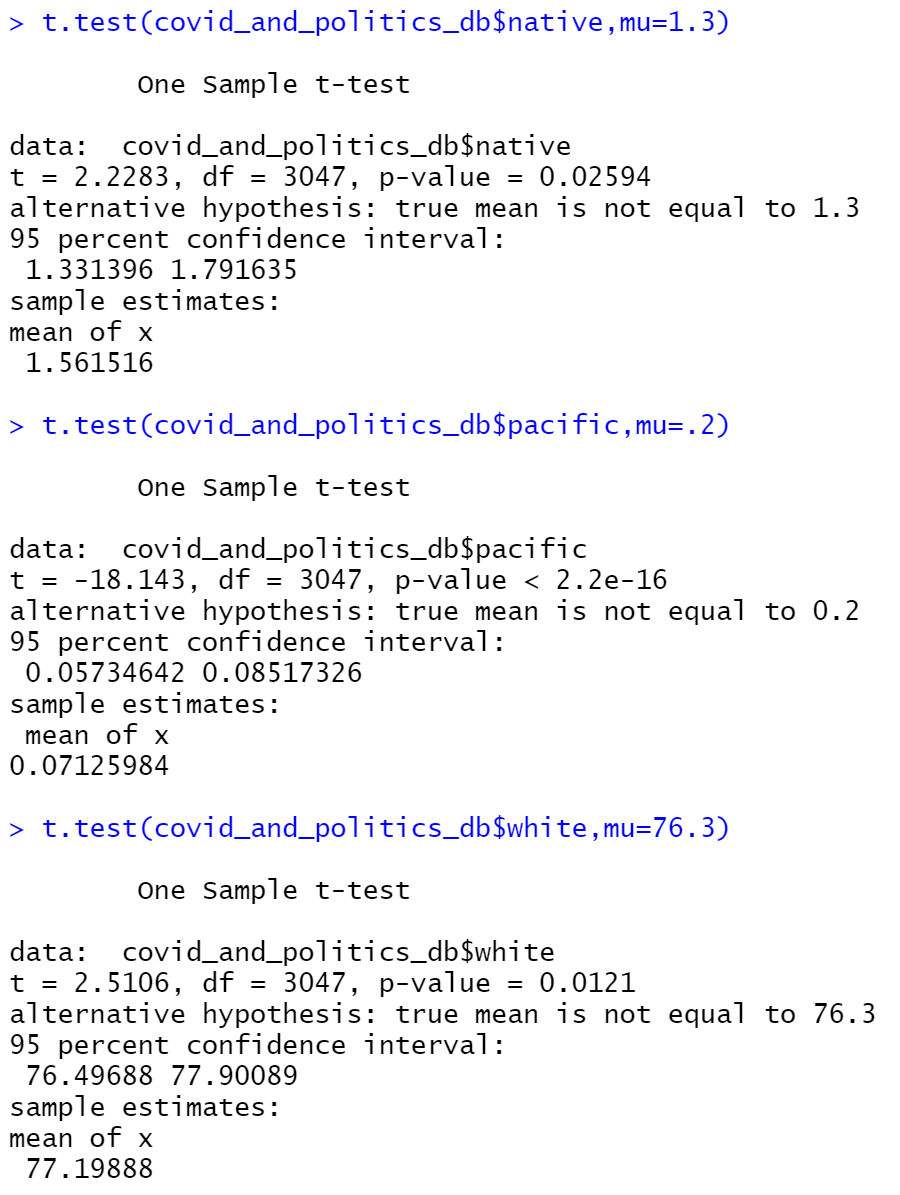 > t.test(covid_and_politics_db$native,mu=1.3)
One Sample t-test
data:  covid_and_politics_db$native
t = 2.2283, df = 3047, p-value = 0.02594
alternative hypothesis: true mean is not equal to 1.3
95 percent confidence interval:
1.331396 1.791635
sample estimates:
mean of x
1.561516
> t.test(covid_and_politics_db$pacific,mu=.2)
One Sample t-test
data:  covid_and_politics_db$pacific
t = -18.143, df = 3047, p-value < 2.2e-16
alternative hypothesis: true mean is not equal to 0.2
95 percent confidence interval:
0.05734642 0.08517326
sample estimates:
mean of x
0.07125984
> t.test(covid_and_politics_db$white,mu=76.3)
One Sample t-test
data:  covid_and_politics_db$white
t = 2.5106, df = 3047, p-value = 0.0121
alternative hypothesis: true mean is not equal to 76.3
95 percent confidence interval:
76.49688 77.90089
sample estimates:
mean of x
77.19888